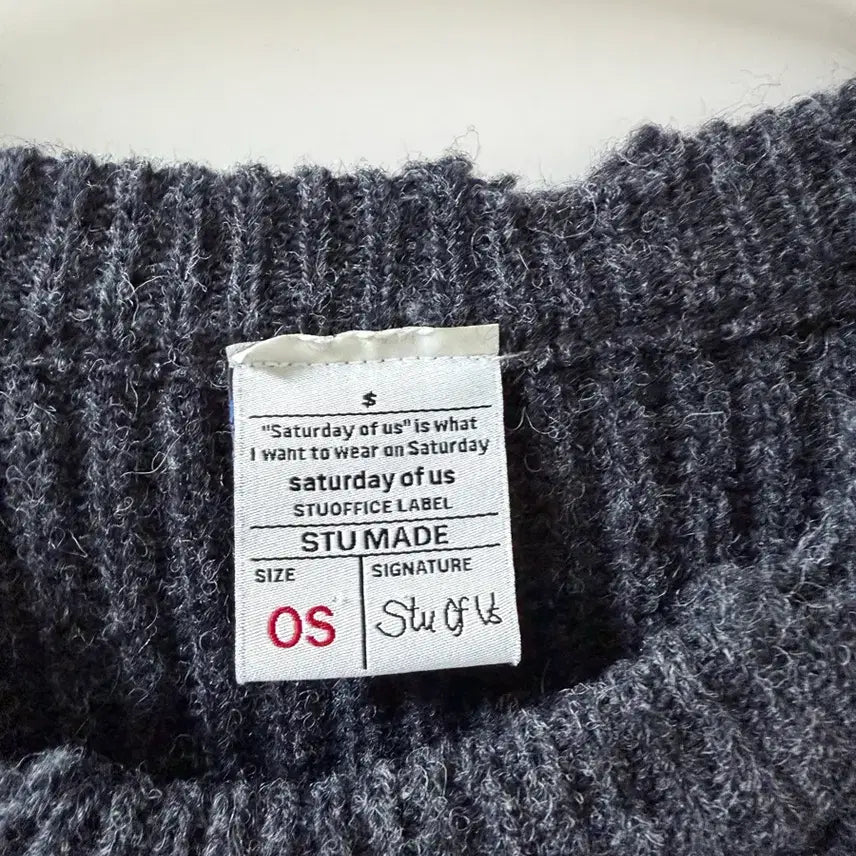 $
"Saturday of us" is what
I want to wear on Saturday
saturday of us
STUOFFICE LABEL
STU MADE
SIZE
OS
SIGNATURE
Stu Of Us